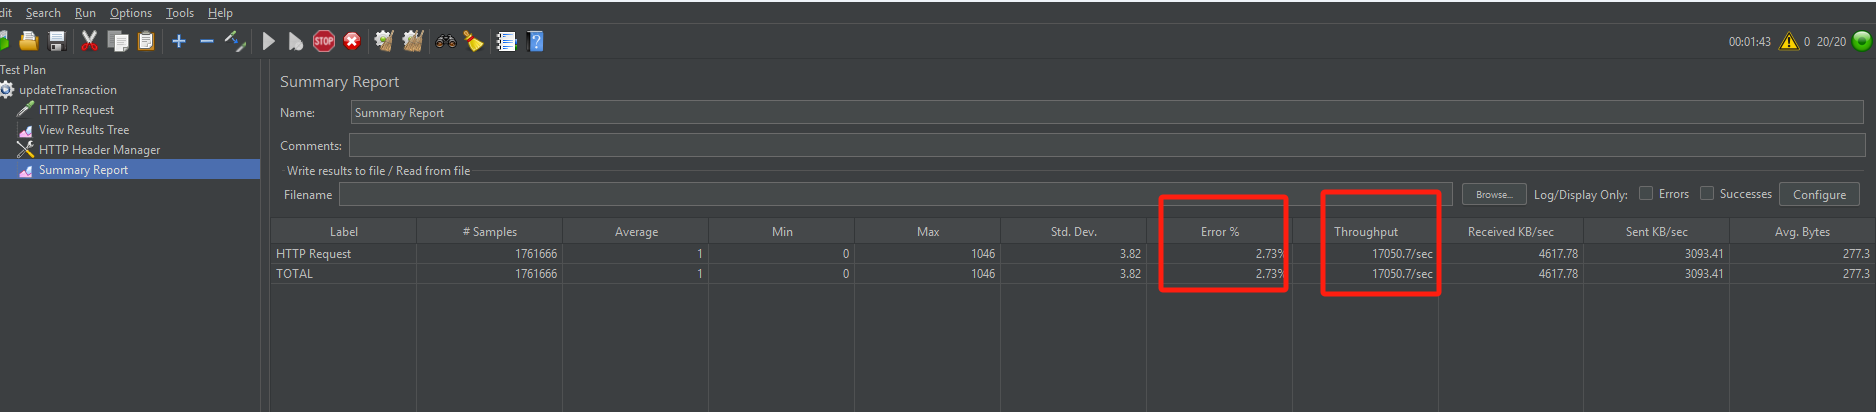 dit Search Run Options Tools Help
STOP 00:01:43 0 20/20
Test Plan
updateTransaction
HTTP Request
View Results Tree
HTTP Header Manager
Summary Report
Summary Report
Name: Summary Report
Comments:
Write results to file / Read from file
Filename Browse... Log/Display Only: Errors Successes Configure
Label # Samples Average Min Max Std. Dev. Error % Throughput Received KB/sec Sent KB/sec Avg. Bytes
HTTP Request 1761666 1 0 1046 3.82 2.73% 17050.7/sec 4617.78 3093.41 277.3
TOTAL 1761666 1 0 1046 3.82 2.73% 17050.7/sec 4617.78 3093.41 277.3